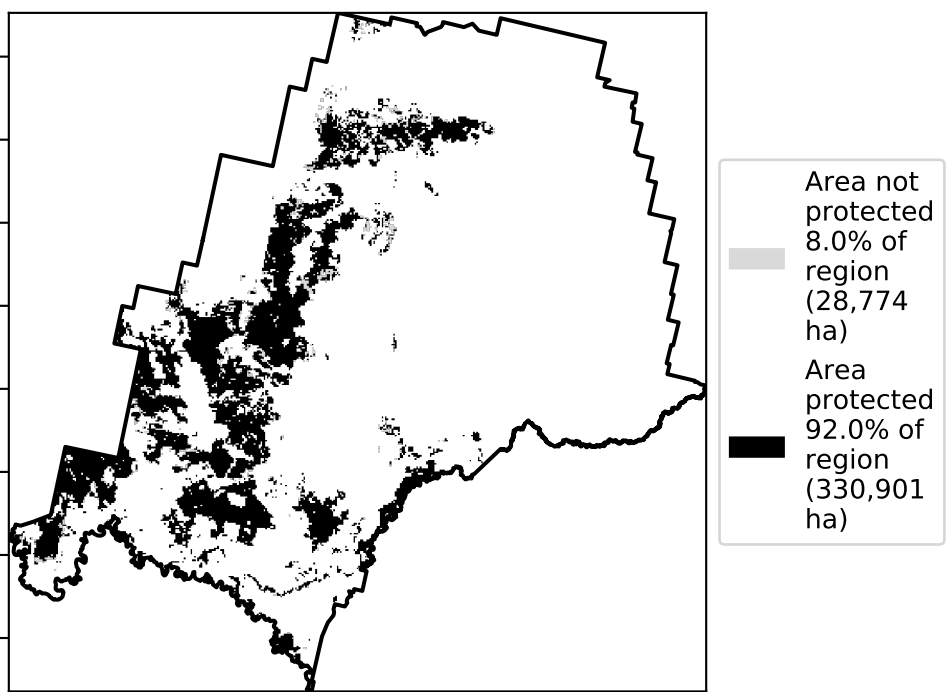 Area not
protected
8.0% of
region
(28,774
ha)
Area
protected
92.0% of
region
(330,901
ha)